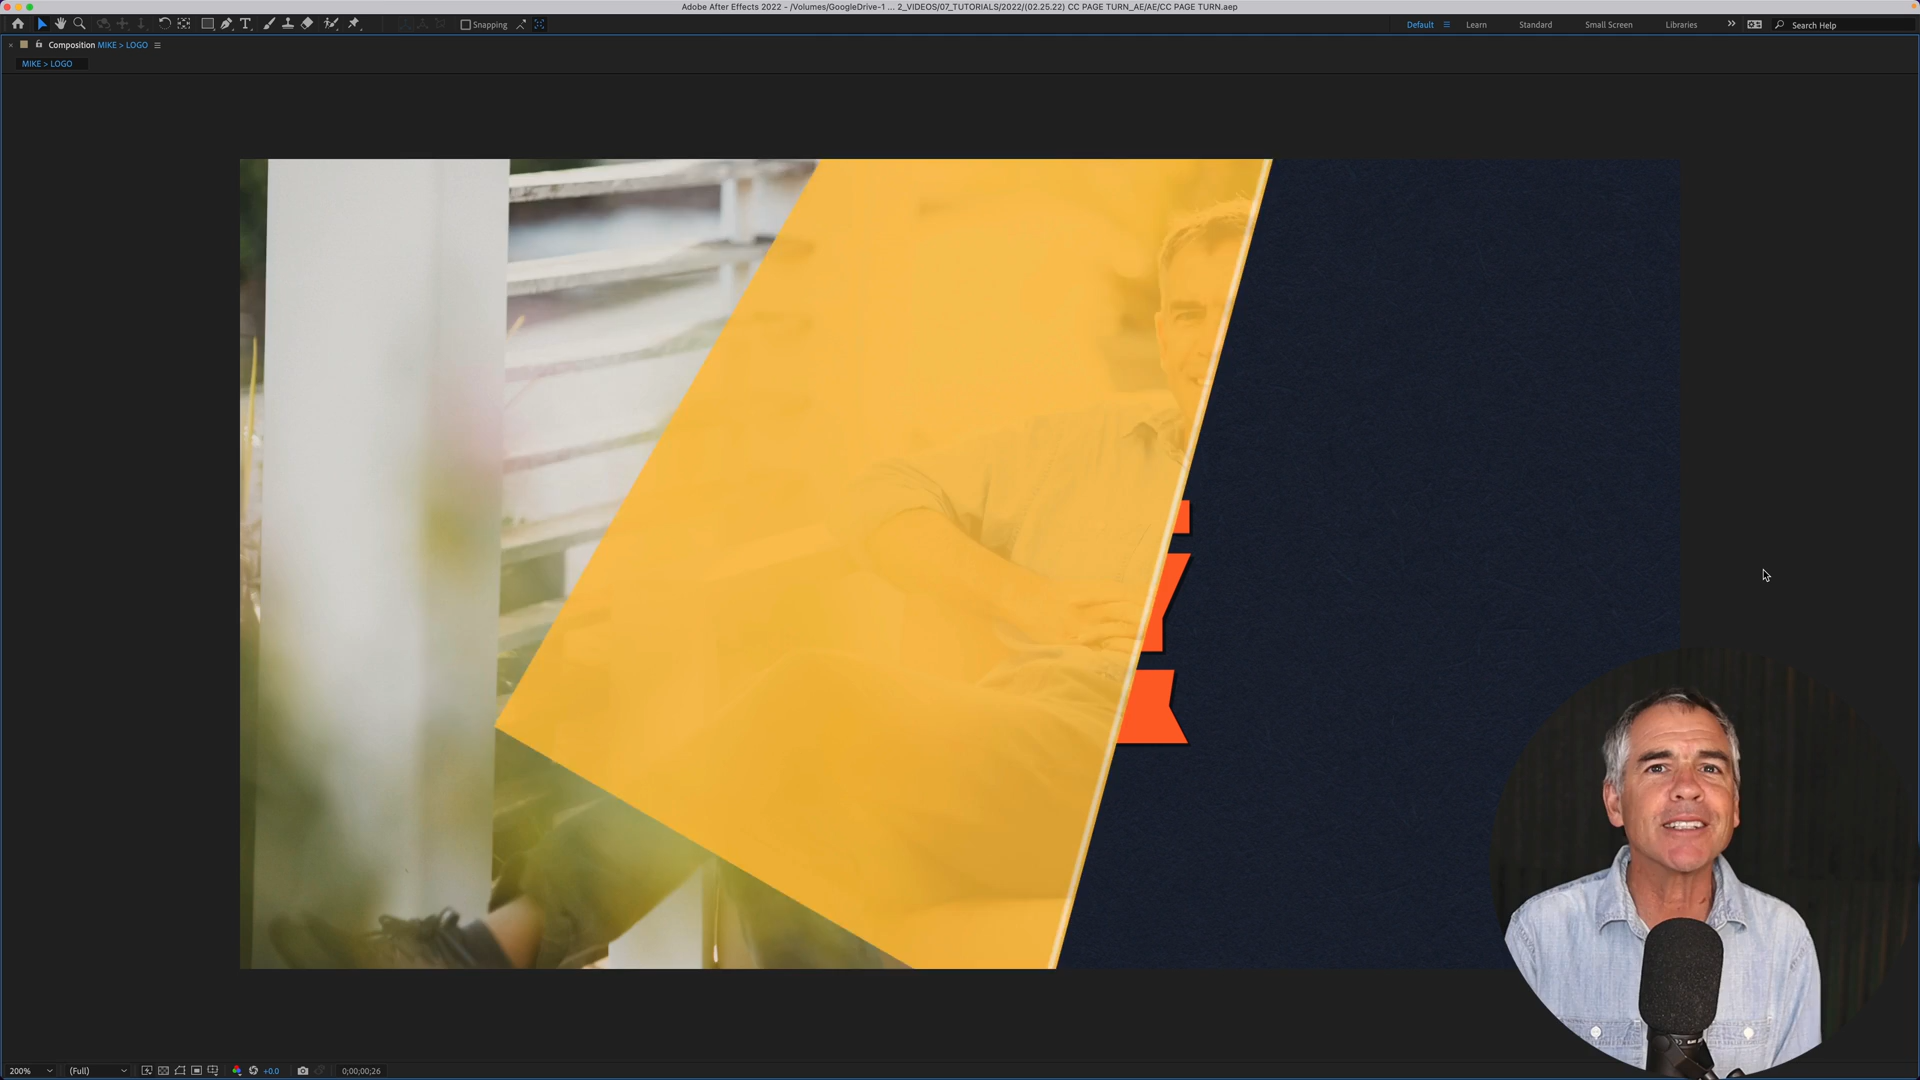 Adobe After Effects 2022 - /Volumes/GoogleDrive-1 ... 2_VIDEOS/07_TUTORIALS/2022/(02.25.22) CC PAGE TURN_AE/AE/CC PAGE TURN.aep
Snapping
Default
Learn
Standard
Small Screen
Libraries
Search Help
Composition MIKE > LOGO
MIKE > LOGO
200%
(Full)
+0.0
0;00;00;26